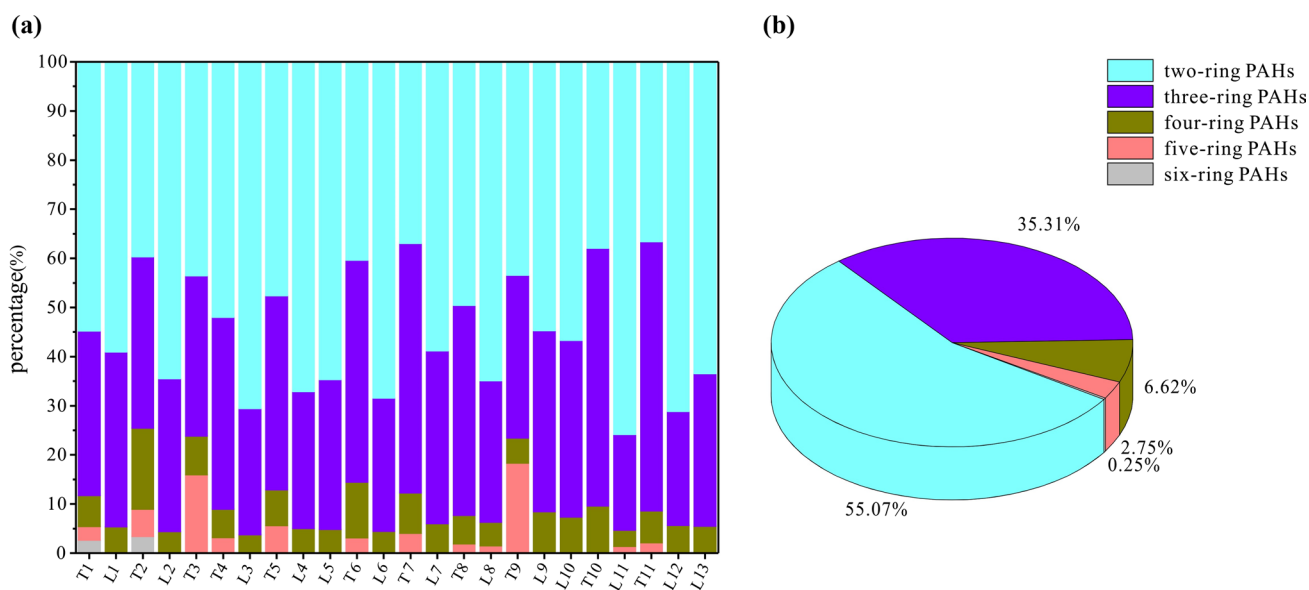 (a)
(b)
100
90
80
70
60
50
40
30
20
10
0
percentage(%)
T1
L1
T2
L2
T3
T4
L3
T5
L4
L5
T6
L6
T7
L7
T8
L8
T9
L9
L10
T10
L11
T11
L12
L13
two-ring PAHs
three-ring PAHs
four-ring PAHs
five-ring PAHs
six-ring PAHs
35.31%
6.62%
2.75%
0.25%
55.07%